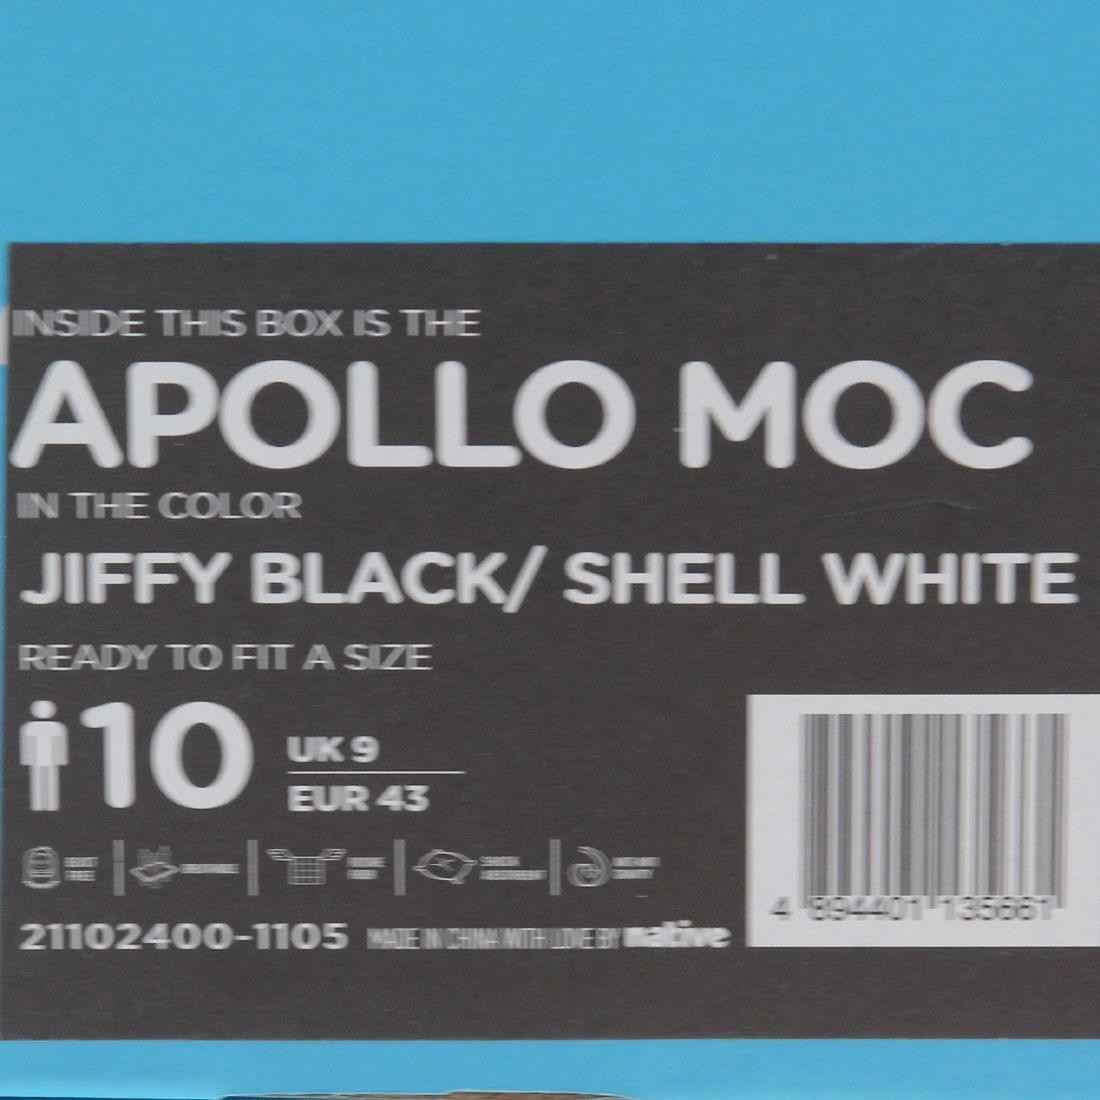 INSIDE THIS BOX IS THE
APOLLO MOC
IN THE COLOR
JIFFY BLACK/ SHELL WHITE
READY TO FIT A SIZE
10
UK 9
EUR 43
21102400-1105 MADE IN CHINA WITH LOVE BY native
4 894401 135661